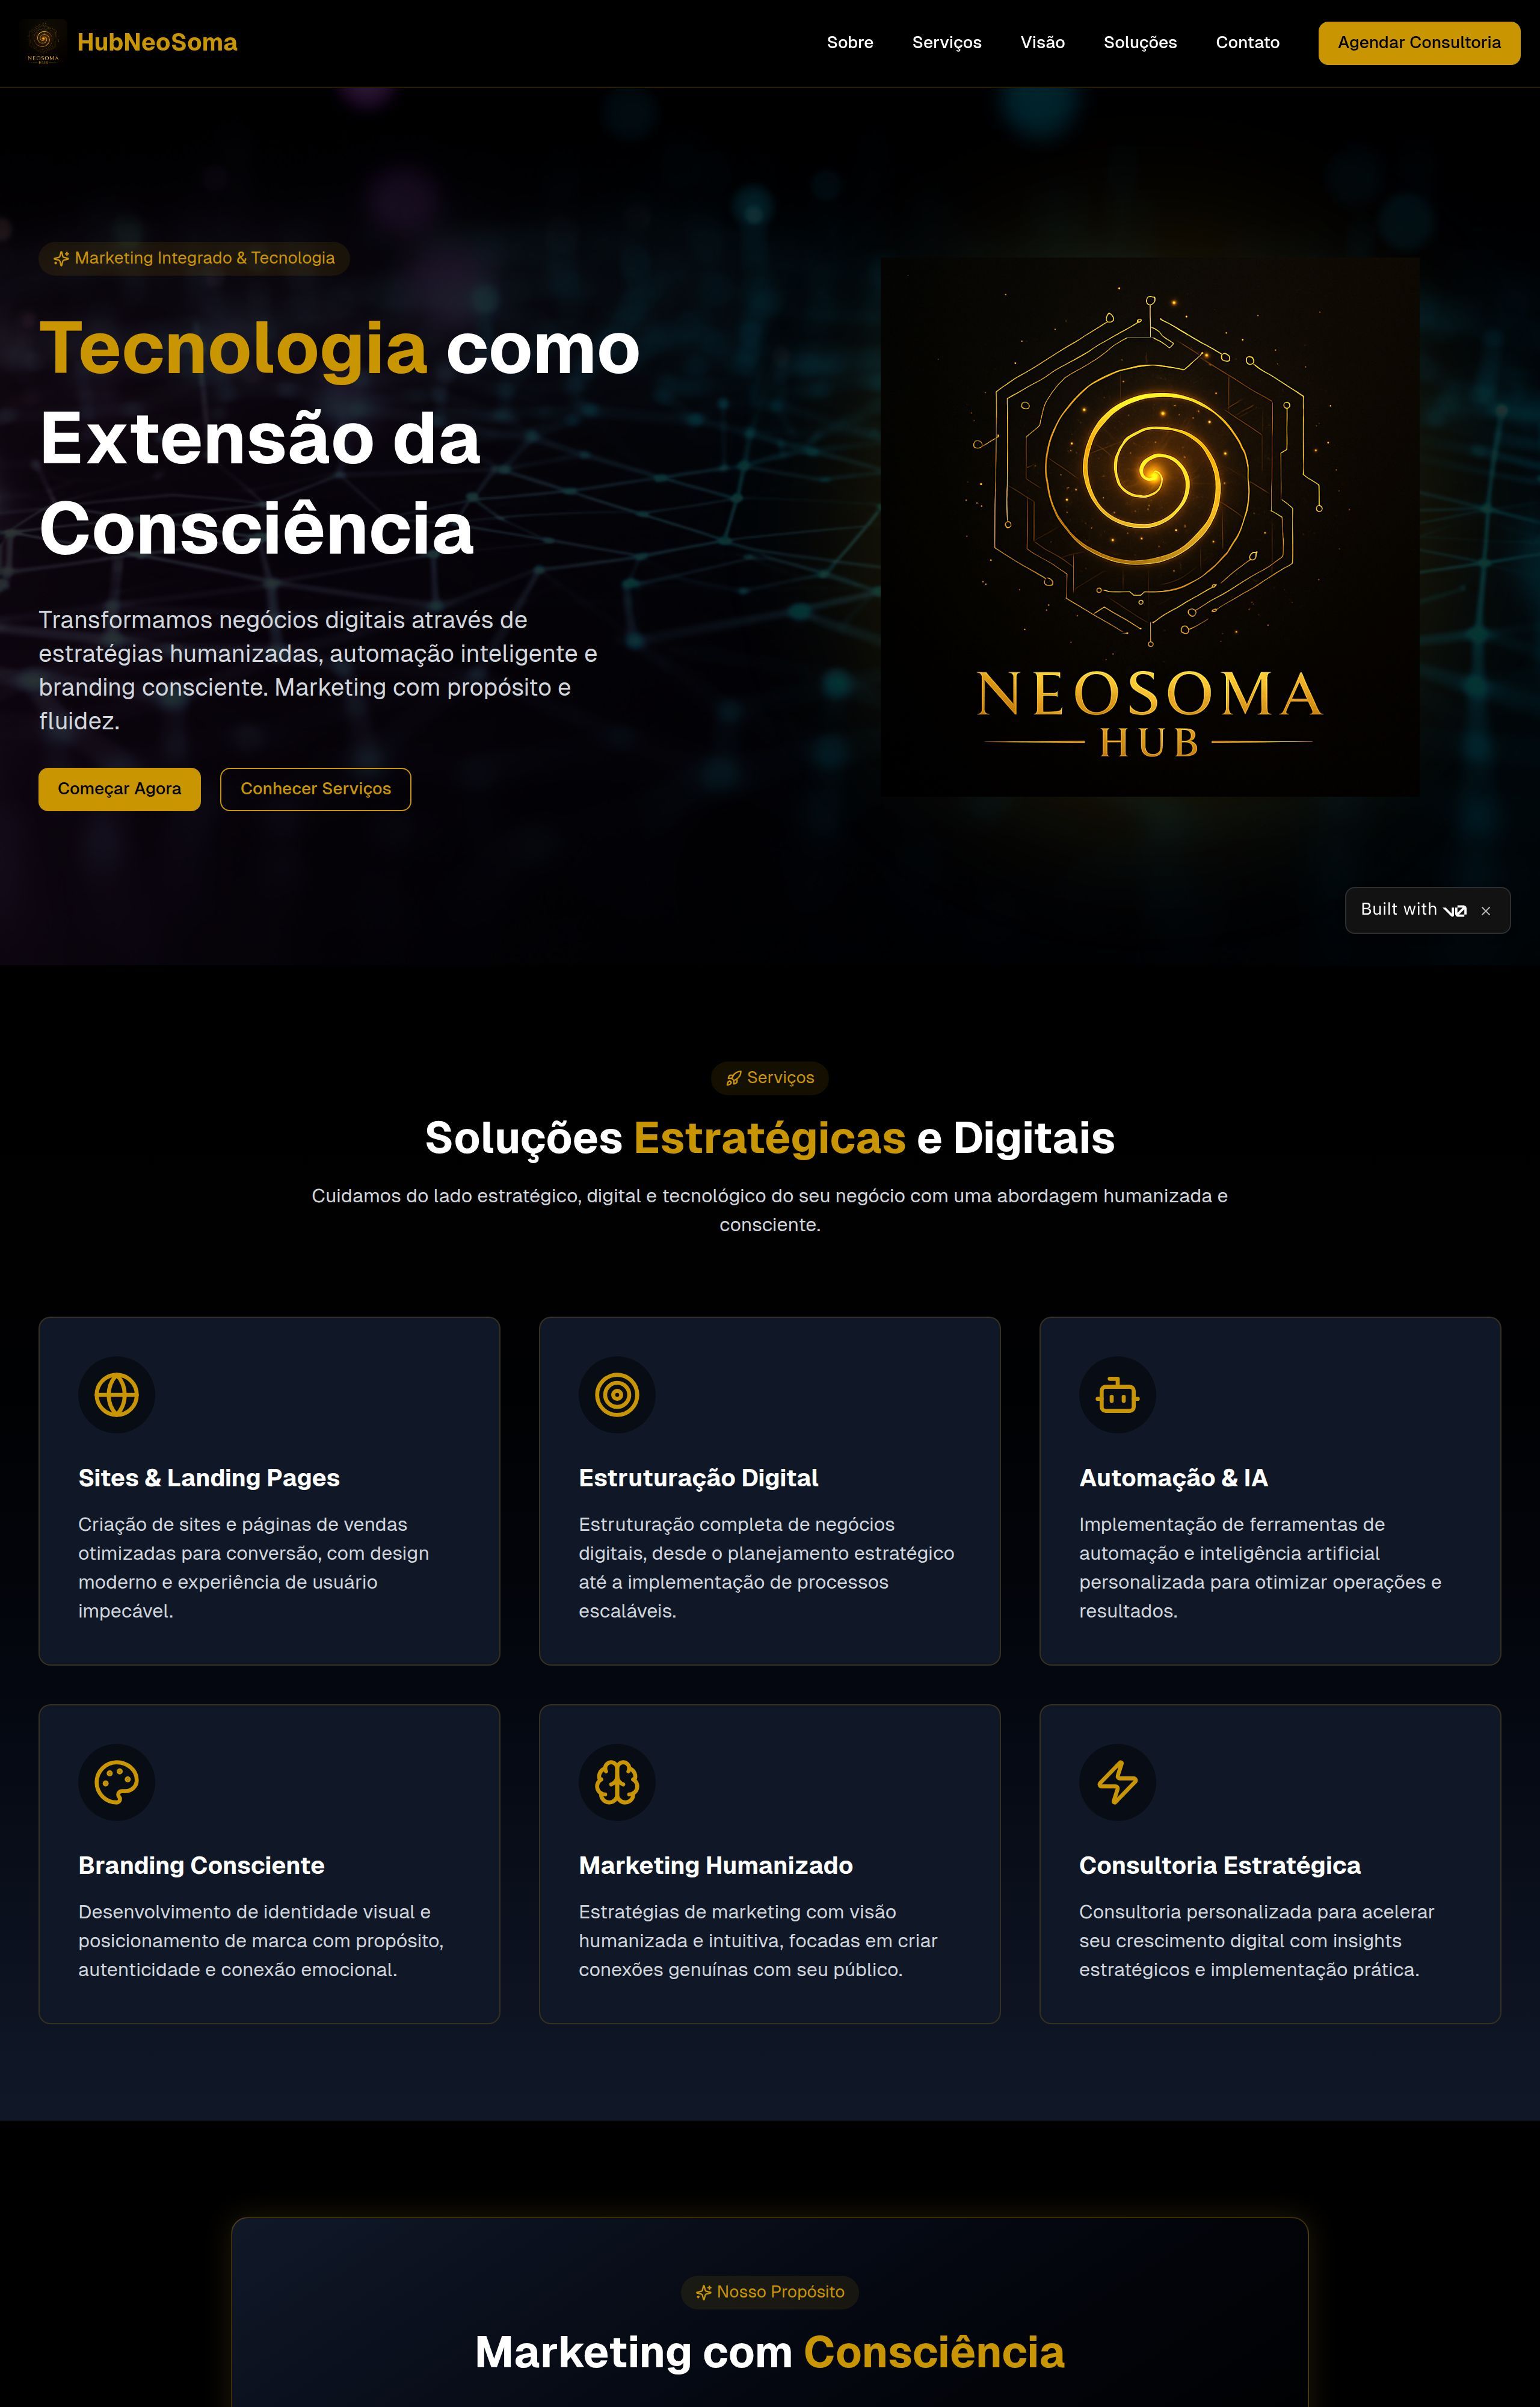 NEOSOMA
HUB
HubNeoSoma
Sobre
Serviços
Visão
Soluções
Contato
Agendar Consultoria
Marketing Integrado & Tecnologia
Tecnologia como
Extensão da
Consciência
Transformamos negócios digitais através de
estratégias humanizadas, automação inteligente e
branding consciente. Marketing com propósito e
fluidez.
Começar Agora
Conhecer Serviços
NEOSOMA
HUB
Built with v0
Serviços
Soluções Estratégicas e Digitais
Cuidamos do lado estratégico, digital e tecnológico do seu negócio com uma abordagem humanizada e
consciente.
Sites & Landing Pages
Criação de sites e páginas de vendas
otimizadas para conversão, com design
moderno e experiência de usuário
impecável.
Estruturação Digital
Estruturação completa de negócios
digitais, desde o planejamento estratégico
até a implementação de processos
escaláveis.
Automação & IA
Implementação de ferramentas de
automação e inteligência artificial
personalizada para otimizar operações e
resultados.
Branding Consciente
Desenvolvimento de identidade visual e
posicionamento de marca com propósito,
autenticidade e conexão emocional.
Marketing Humanizado
Estratégias de marketing com visão
humanizada e intuitiva, focadas em criar
conexões genuínas com seu público.
Consultoria Estratégica
Consultoria personalizada para acelerar
seu crescimento digital com insights
estratégicos e implementação prática.
Nosso Propósito
Marketing com Consciência